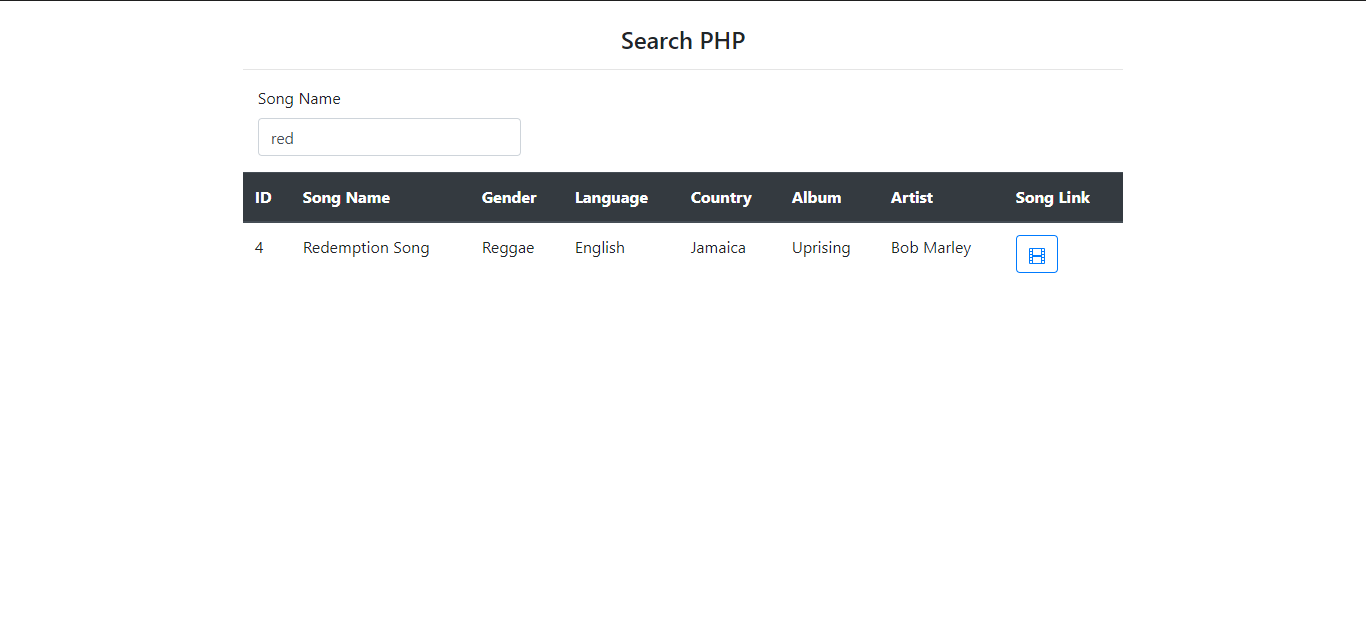 Search PHP
Song Name
red
ID Song Name Gender Language Country Album Artist Song Link
4 Redemption Song Reggae English Jamaica Uprising Bob Marley